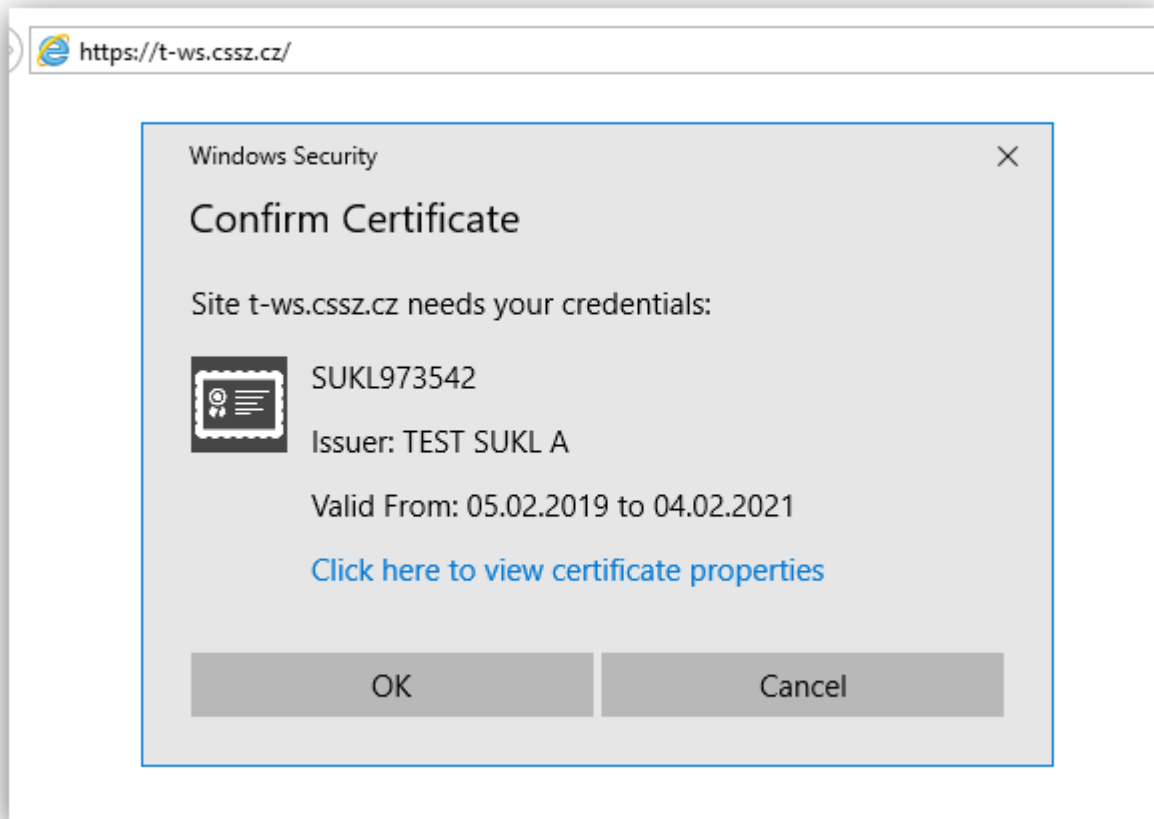 https://t-ws.cssz.cz/
Windows Security
Confirm Certificate
Site t-ws.cssz.cz needs your credentials:
SUKL973542
Issuer: TEST SUKL A
Valid From: 05.02.2019 to 04.02.2021
Click here to view certificate properties
OK
Cancel